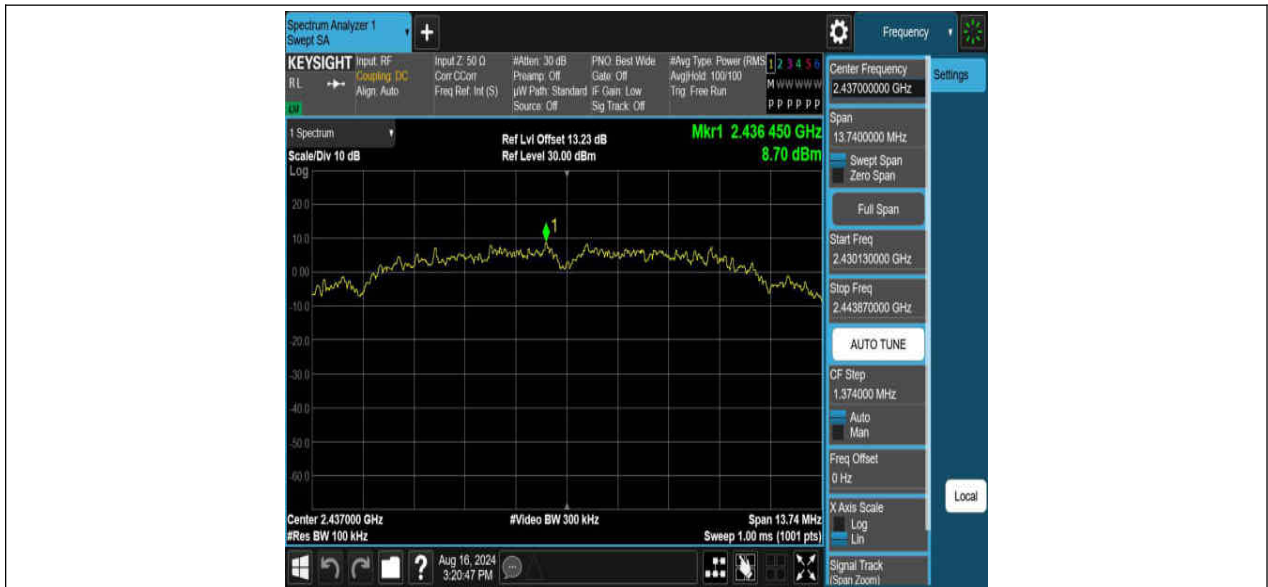 Spectrum Analyzer 1
Swept SA
+
Frequency
KEYSIGHT
RL
Input: RF
Coupling: DC
Align: Auto
Input Z: 50 Ω
Corr CCorr
Freq Ref: Int (S)
#Atten: 30 dB
Preamp: Off
µW Path: Standard
Source: Off
PNO: Best Wide
Gate: Off
IF Gain: Low
Sig Track: Off
#Avg Type: Power (RMS
Avg|Hold: 100/100
Trig: Free Run
1 2 3 4 5 6
M W W W W W
P P P P P P
1 Spectrum
Scale/Div 10 dB
Log
Ref Lvl Offset 13.23 dB
Ref Level 30.00 dBm
Mkr1 2.436 450 GHz
8.70 dBm
1
20.0
10.0
0.00
-10.0
-20.0
-30.0
-40.0
-50.0
-60.0
Center 2.437000 GHz
#Res BW 100 kHz
#Video BW 300 kHz
Span 13.74 MHz
Sweep 1.00 ms (1001 pts)
?
Aug 16, 2024
3:20:47 PM
Center Frequency
2.437000000 GHz
Span
13.7400000 MHz
Swept Span
Zero Span
Full Span
Start Freq
2.430130000 GHz
Stop Freq
2.443870000 GHz
AUTO TUNE
CF Step
1.374000 MHz
Auto
Man
Freq Offset
0 Hz
X Axis Scale
Log
Lin
Signal Track
(Span Zoom)
Settings
Local